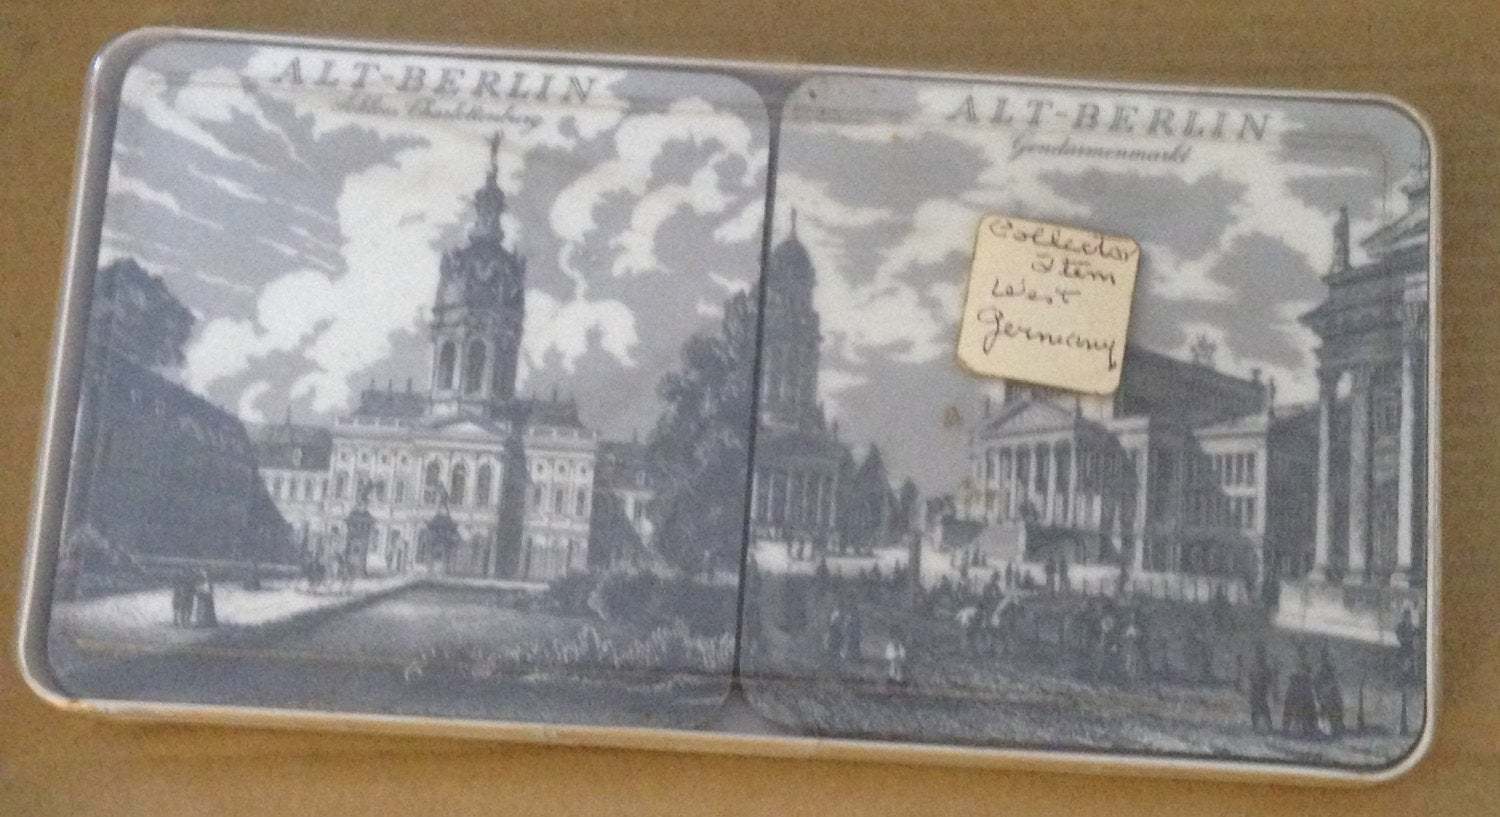 ALT-BERLIN
Schloss Charlottenburg
ALT-BERLIN
Gendarmenmarkt
Collector
Item
West
Germany